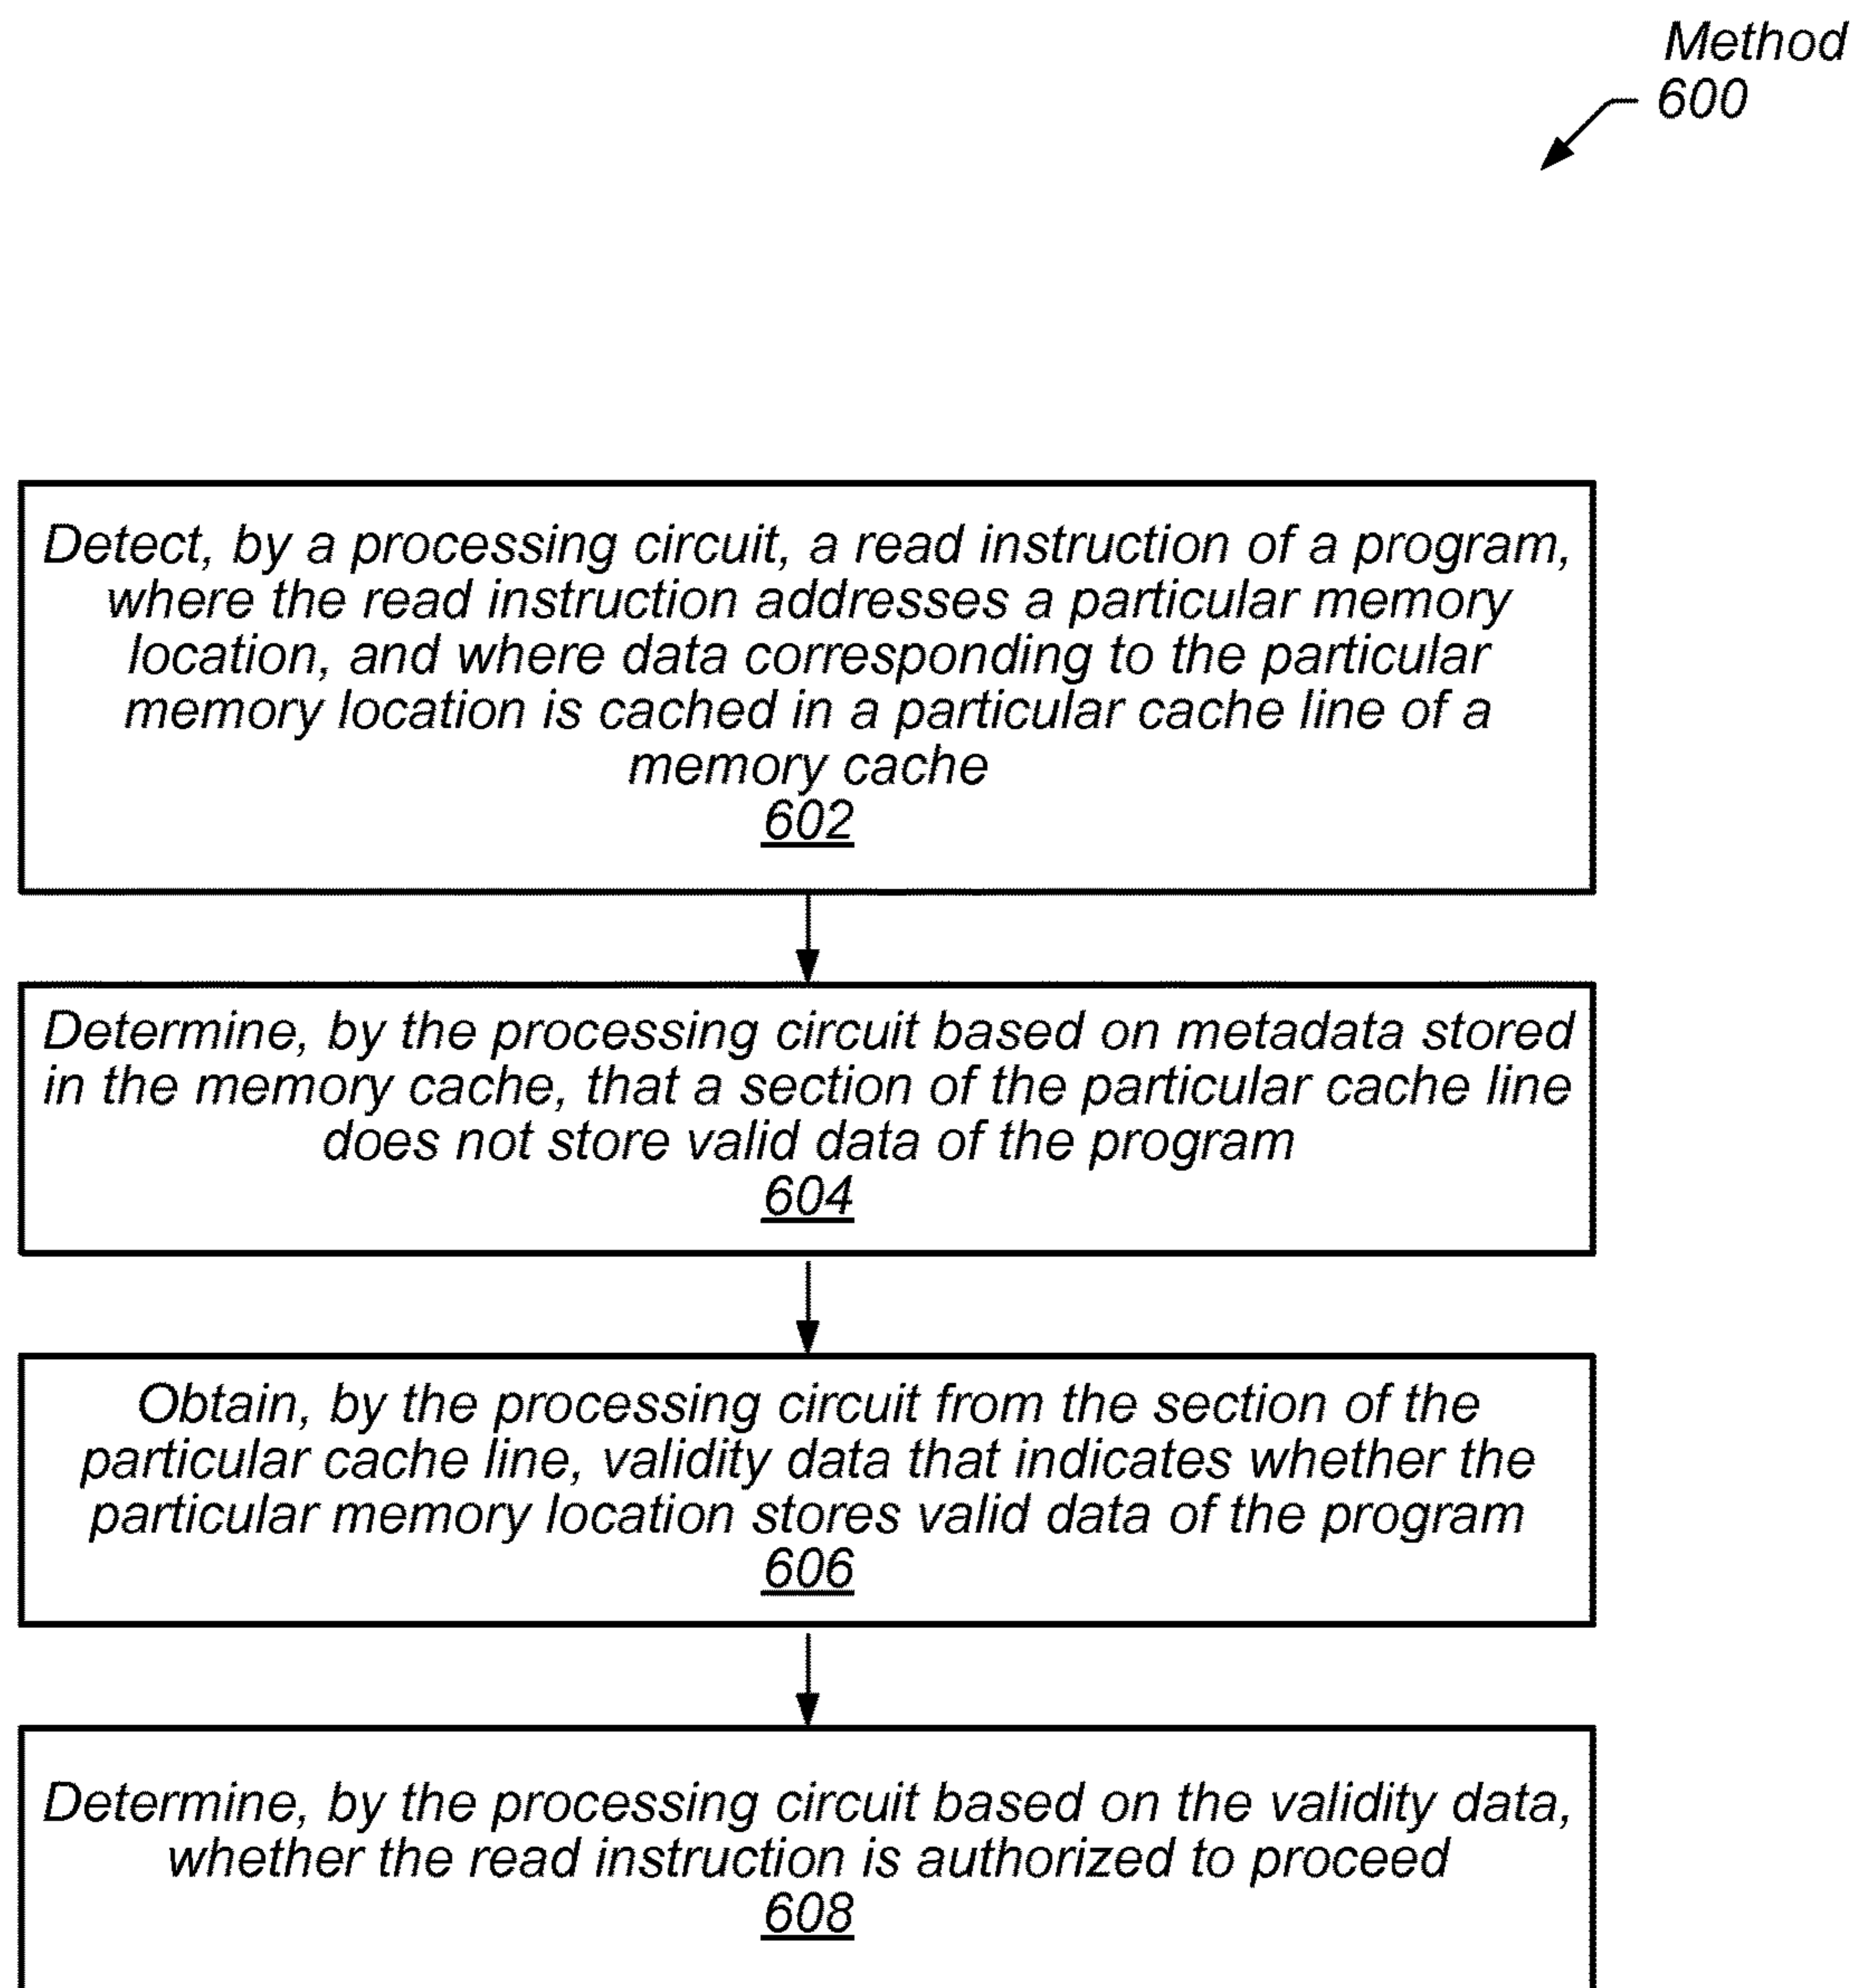 Method
600
Detect, by a processing circuit, a read instruction of a program,
where the read instruction addresses a particular memory
location, and where data corresponding to the particular
memory location is cached in a particular cache line of a
memory cache
602
Determine, by the processing circuit based on metadata stored
in the memory cache, that a section of the particular cache line
does not store valid data of the program
604
Obtain, by the processing circuit from the section of the
particular cache line, validity data that indicates whether the
particular memory location stores valid data of the program
606
Determine, by the processing circuit based on the validity data,
whether the read instruction is authorized to proceed
608